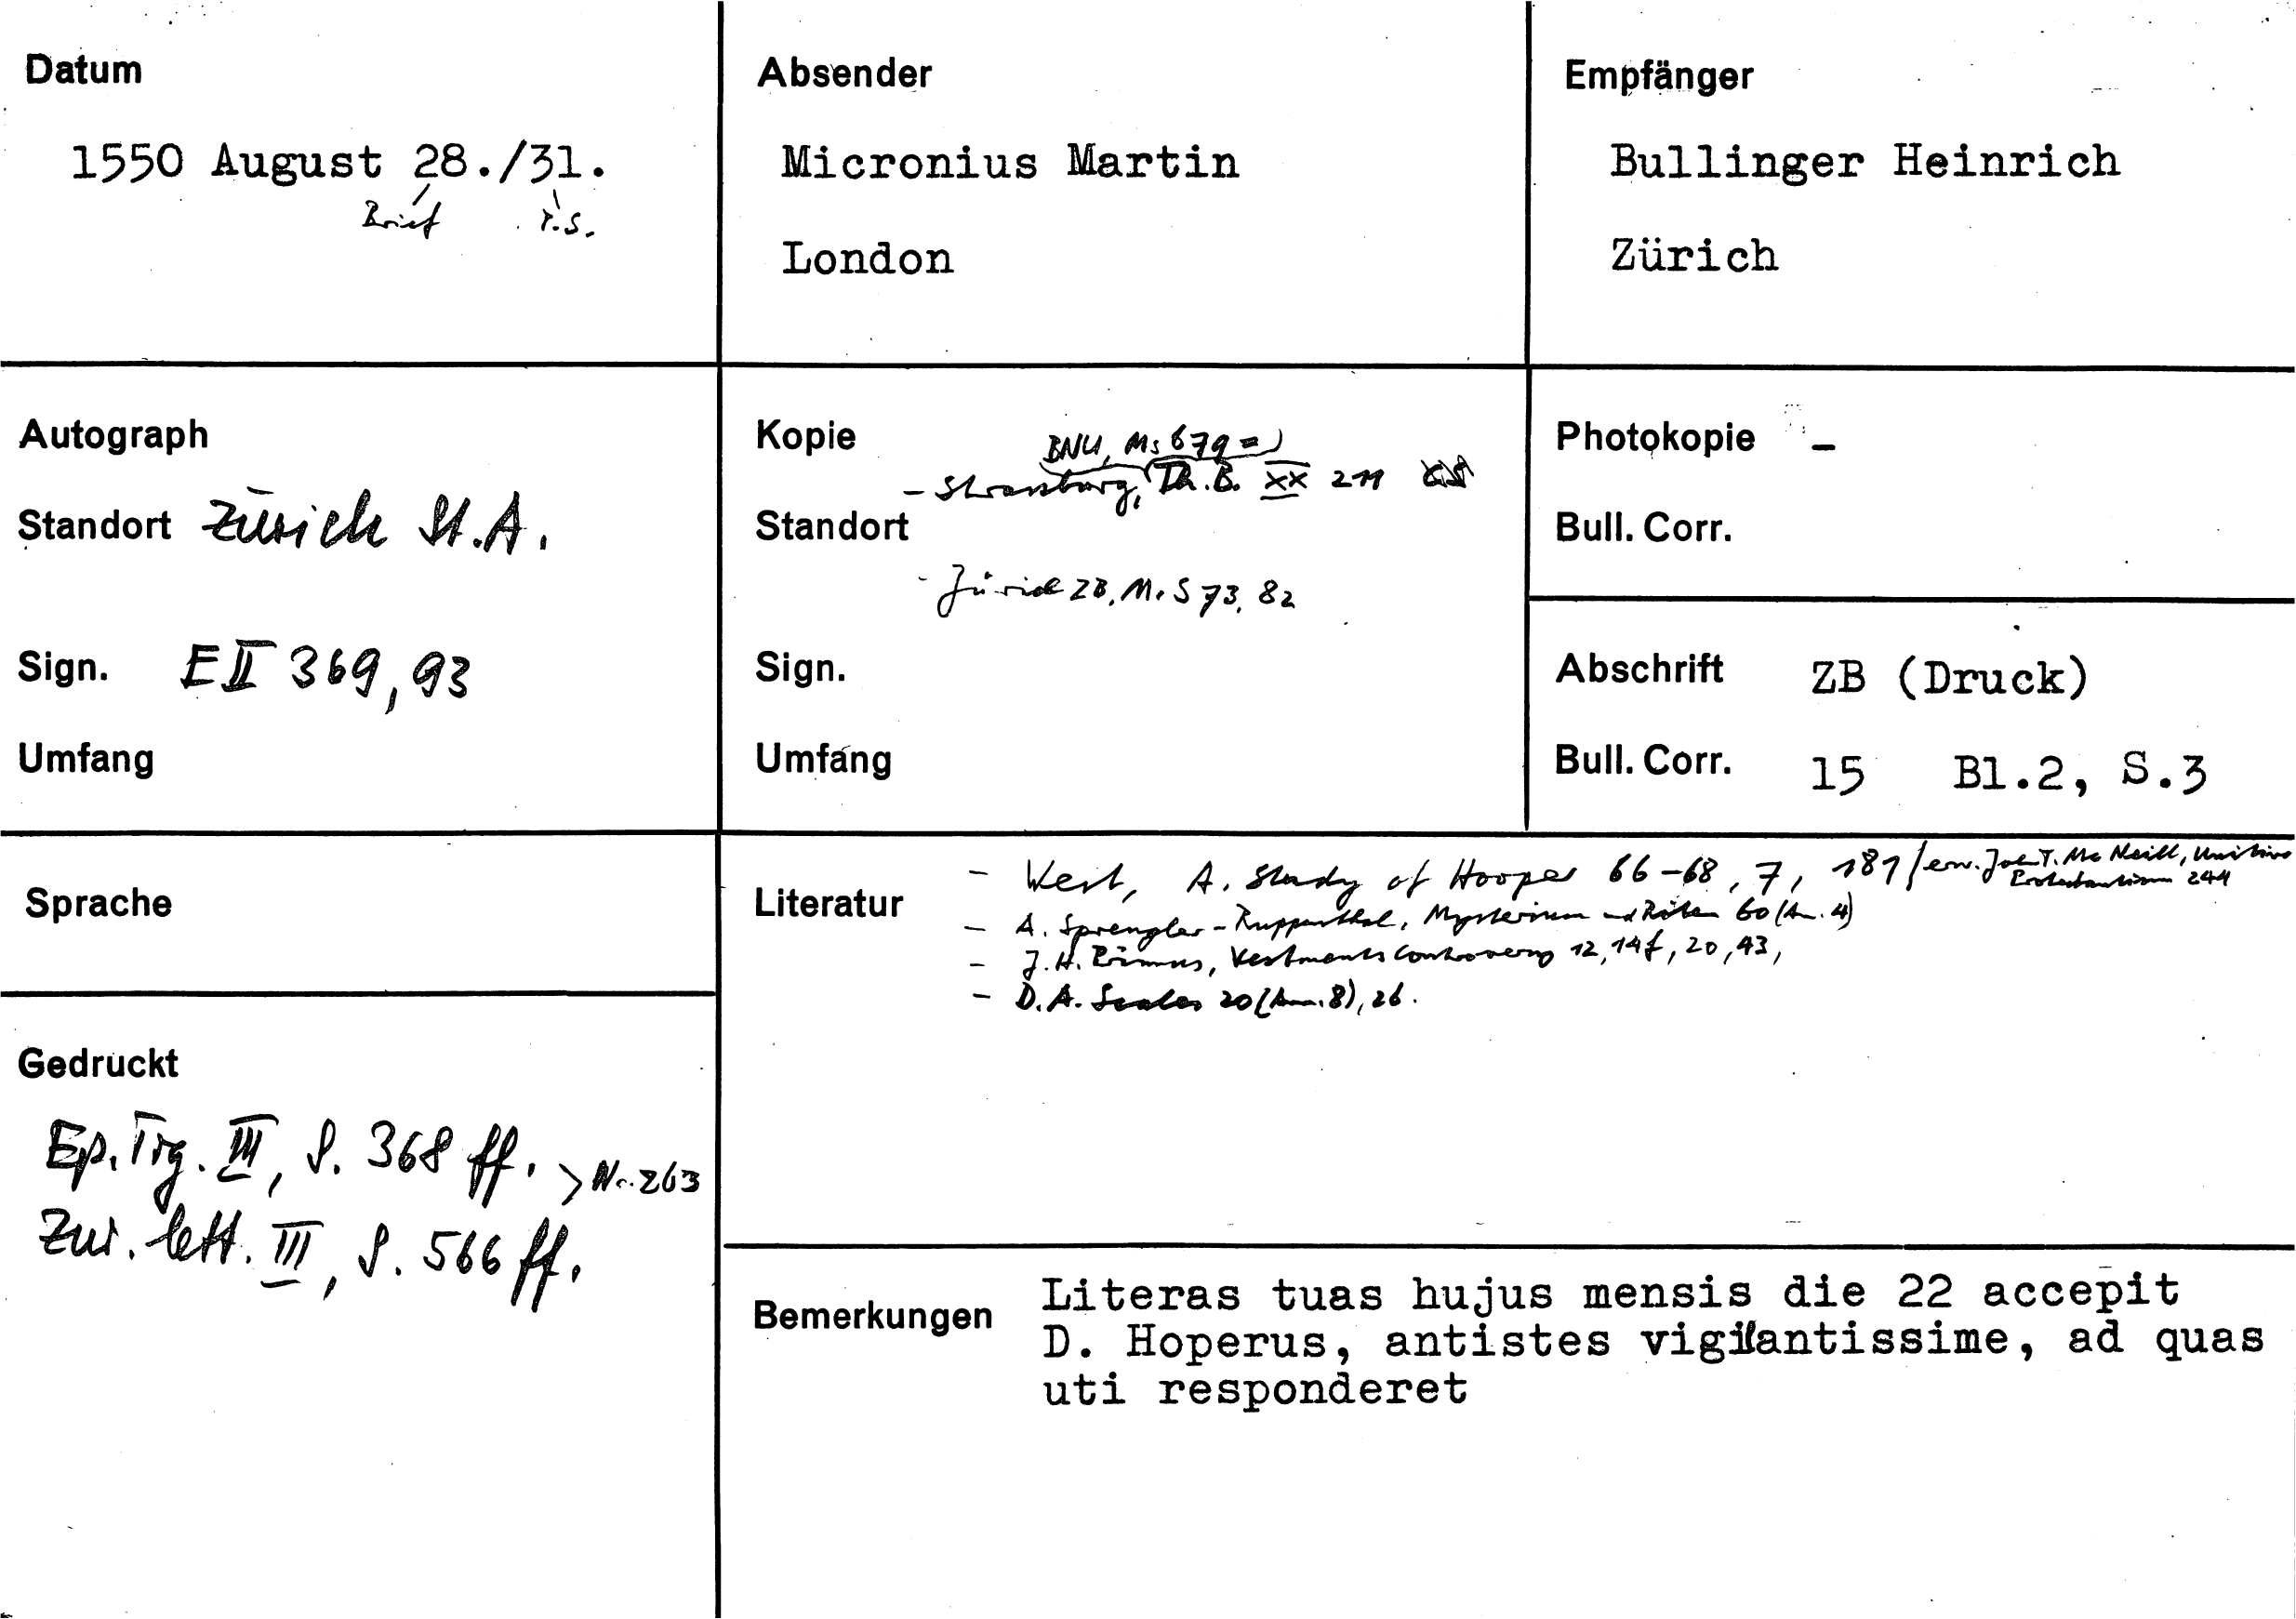 Datum
1550 August 28./31.
Brief P.S.
Absender
Micronius Martin
London
Empfänger
Bullinger Heinrich
Zürich
Autograph
Standort Zürich St.A.
Sign. E II 369, 93
Umfang
Kopie
BNU, Ms 679 =
- Strassburg, Th. B. XX 211
Standort
- Zürich ZB, Ms S 73, 82
Sign.
Umfang
Photokopie -
Bull. Corr.
Abschrift ZB (Druck)
Bull. Corr. 15 Bl.2, S.3
Sprache
Gedruckt
Ep. Tig. III, S. 368 ff. > Nr. 263
Zur. lett. III, S. 566 ff.
Literatur
- West, A. Study of Hooper 66-68, 7, 181 / erw. Joh T. Mc Neill, Unitive
Protestantism 244
- A. Sprengler-Ruppenthal, Mysterium und Riten 60 (Anm. 4)
- J.H. Primus, Vestments Controversy 12, 14f, 20, 43,
- D.A. Scales 20 (Anm. 8), 26.
Bemerkungen
Literas tuas hujus mensis die 22 accepit
D. Hoperus, antistes vigilantissime, ad quas
uti responderet